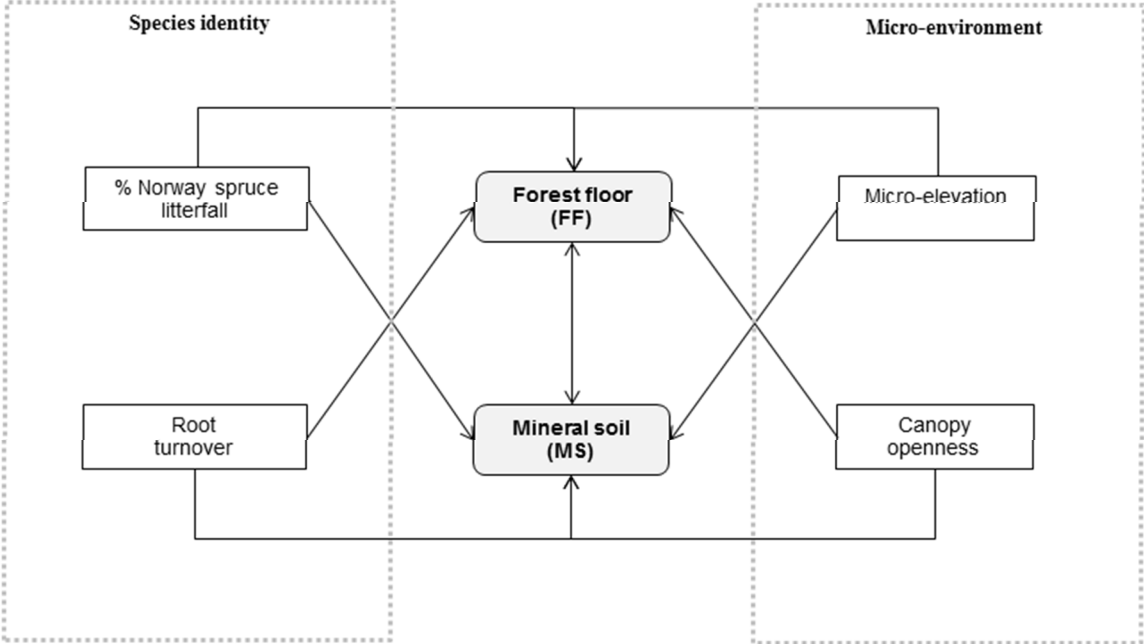 Species identity
Micro-environment
% Norway spruce
litterfall
Forest floor
(FF)
Micro-elevation
Root
turnover
Mineral soil
(MS)
Canopy
openness